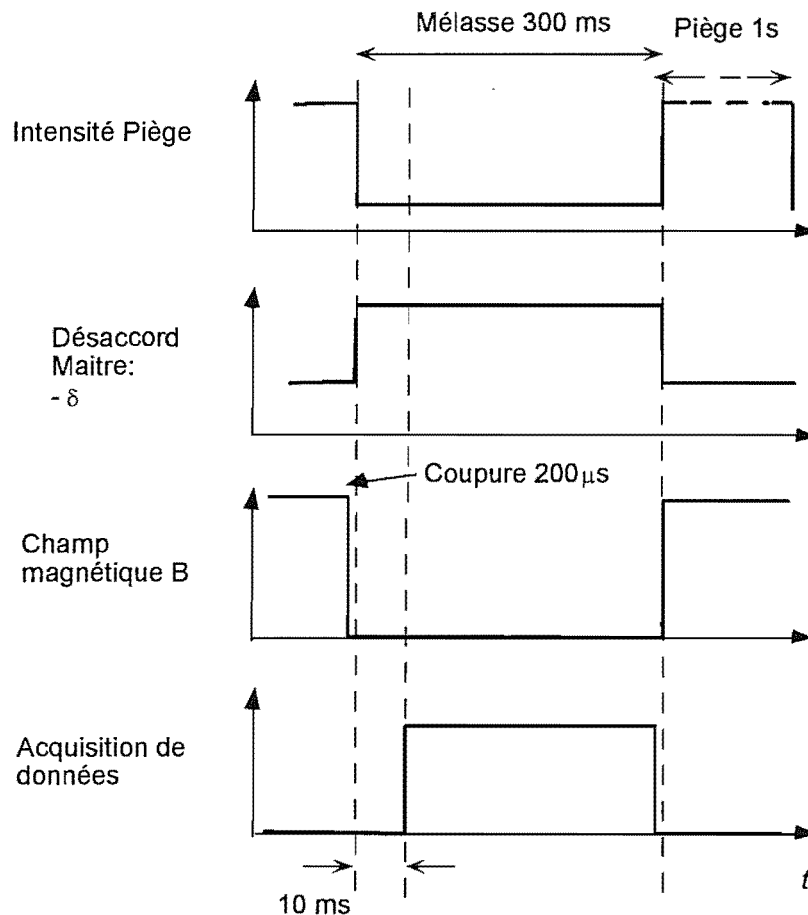 Mélasse 300 ms
Piège 1s
Intensité Piège
Désaccord
Maitre:
- δ
Coupure 200μs
Champ
magnétique B
Acquisition de
données
10 ms
t